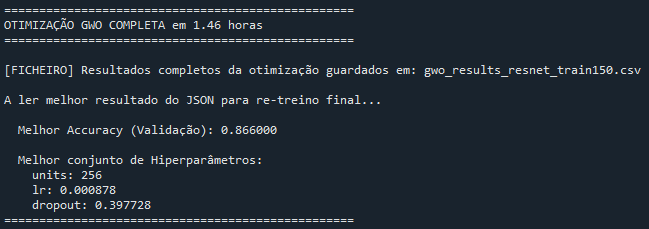 ==================================================
OTIMIZAÇÃO GWO COMPLETA em 1.46 horas
==================================================
[FICHEIRO] Resultados completos da otimização guardados em: gwo_results_resnet_train150.csv
A ler melhor resultado do JSON para re-treino final...
Melhor Accuracy (Validação): 0.866000
Melhor conjunto de Hiperparâmetros:
units: 256
lr: 0.000878
dropout: 0.397728
==================================================